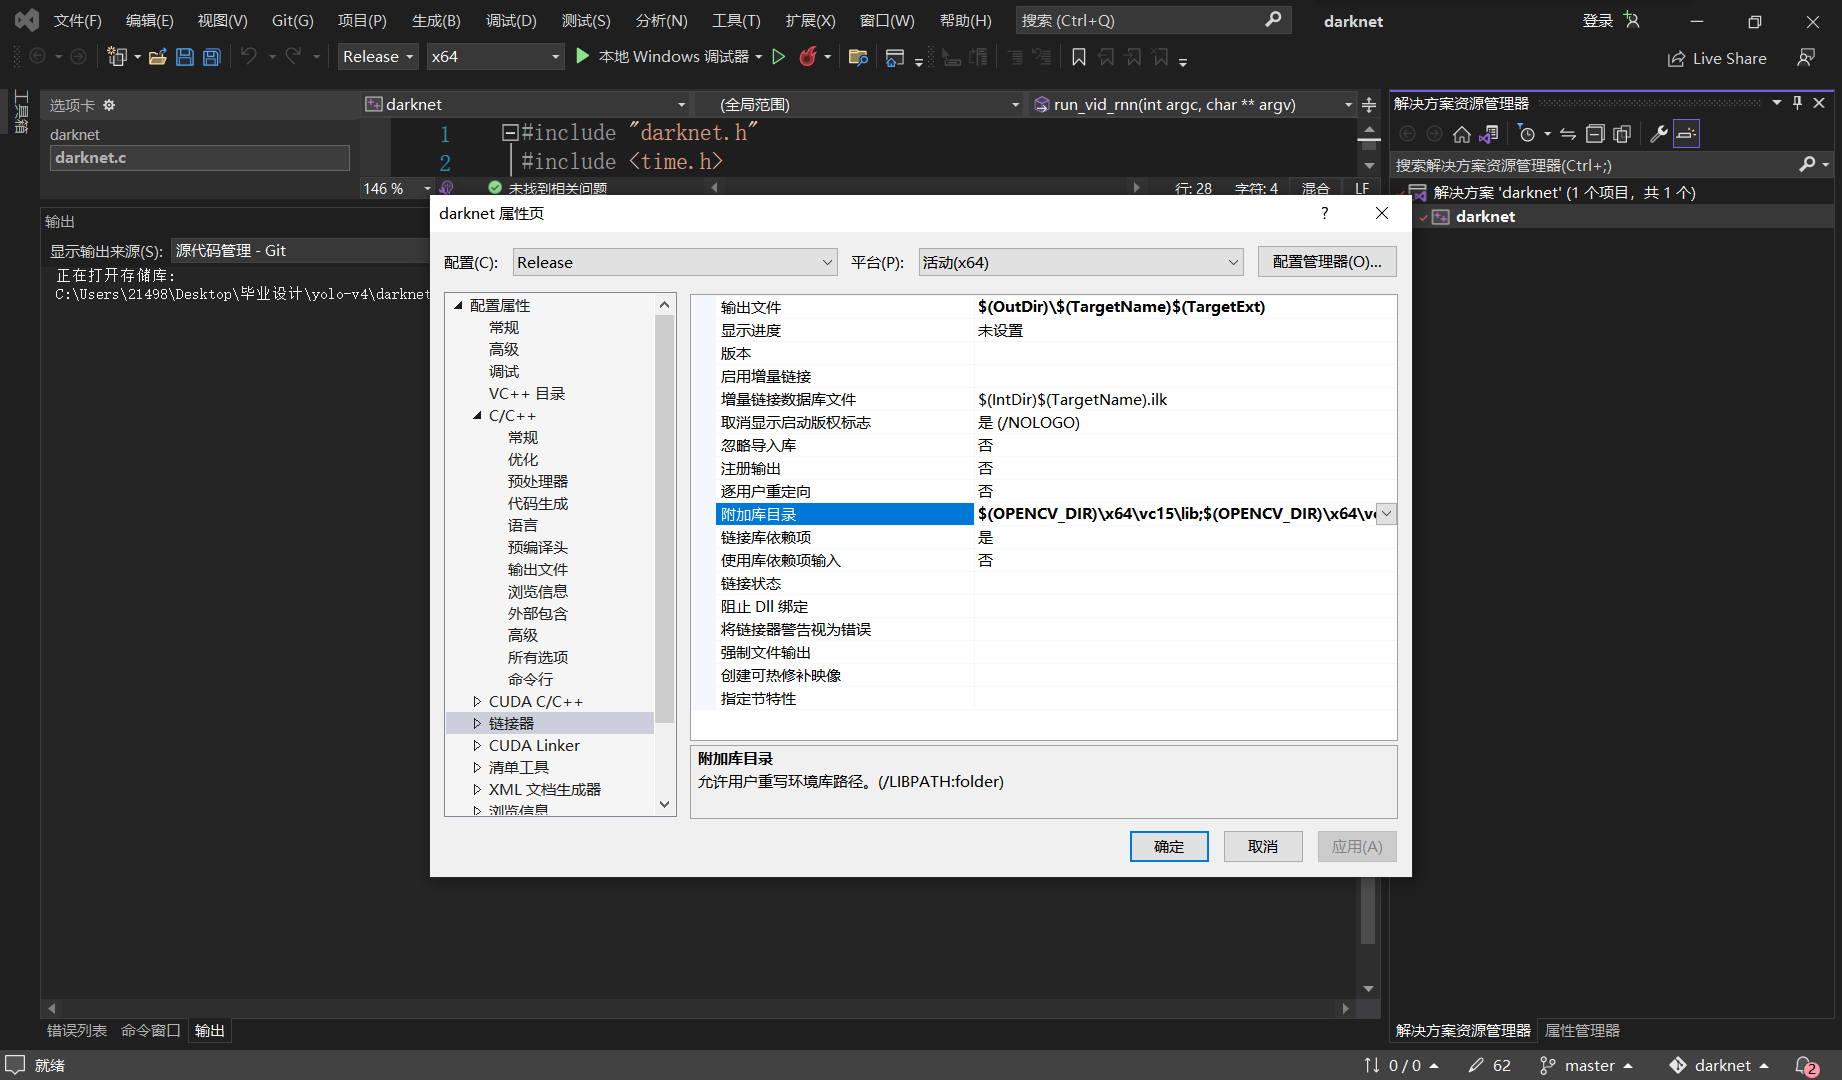 文件(F) 编辑(E) 视图(V) Git(G) 项目(P) 生成(B) 调试(D) 测试(S) 分析(N) 工具(T) 扩展(X) 窗口(W) 帮助(H) 搜索 (Ctrl+Q) darknet 登录
Release x64 本地 Windows 调试器 Live Share
工具箱
选项卡
darknet
darknet.c
darknet (全局范围) run_vid_rnn(int argc, char ** argv)
1 #include "darknet.h"
2 #include <time.h>
146 % 未找到相关问题 行: 28 字符: 4 混合 LF
输出
显示输出来源(S): 源代码管理 - Git
正在打开存储库:
C:\Users\21498\Desktop\毕业设计\yolo-v4\darknet
解决方案资源管理器
搜索解决方案资源管理器(Ctrl+;)
解决方案 'darknet' (1 个项目，共 1 个)
darknet
darknet 属性页 ?
配置(C): Release 平台(P): 活动(x64) 配置管理器(O)...
配置属性
常规
高级
调试
VC++ 目录
C/C++
常规
优化
预处理器
代码生成
语言
预编译头
输出文件
浏览信息
外部包含
高级
所有选项
命令行
CUDA C/C++
链接器
CUDA Linker
清单工具
XML 文档生成器
浏览信息
输出文件 $(OutDir)\$(TargetName)$(TargetExt)
显示进度 未设置
版本
启用增量链接
增量链接数据库文件 $(IntDir)$(TargetName).ilk
取消显示启动版权标志 是 (/NOLOGO)
忽略导入库 否
注册输出 否
逐用户重定向 否
附加库目录 $(OPENCV_DIR)\x64\vc15\lib;$(OPENCV_DIR)\x64\v
链接库依赖项 是
使用库依赖项输入 否
链接状态
阻止 Dll 绑定
将链接器警告视为错误
强制文件输出
创建可热修补映像
指定节特性
附加库目录
允许用户重写环境库路径。(/LIBPATH:folder)
确定 取消 应用(A)
错误列表 命令窗口 输出
解决方案资源管理器 属性管理器
就绪 0 / 0 62 master darknet 2